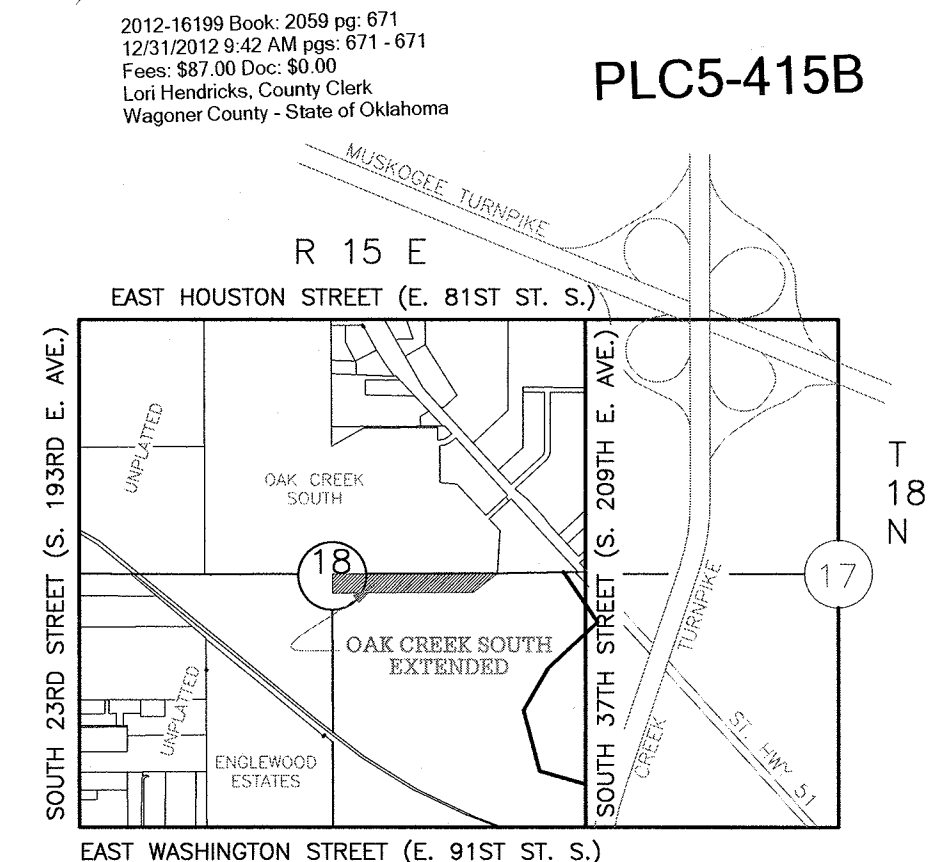 2012-16199 Book: 2059 pg: 671
12/31/2012 9:42 AM pgs: 671 - 671
Fees: $87.00 Doc: $0.00
Lori Hendricks, County Clerk
Wagoner County - State of Oklahoma
PLC5-415B
MUSKOGEE TURNPIKE
R 15 E
EAST HOUSTON STREET (E. 81ST ST. S.)
SOUTH 23RD STREET (S. 193RD E. AVE.)
UNPLATTED
OAK CREEK
SOUTH
SOUTH 37TH STREET (S. 209TH E. AVE.)
T
18
N
18
17
OAK CREEK SOUTH
EXTENDED
CREEK TURNPIKE
UNPLATTED
ENGLEWOOD
ESTATES
ST. HWY 51
EAST WASHINGTON STREET (E. 91ST ST. S.)